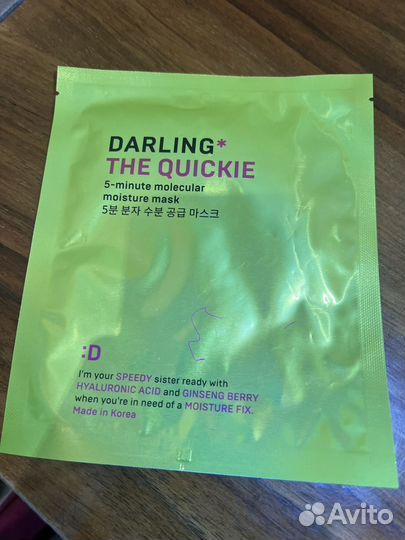 DARLING*
THE QUICKIE
5-minute molecular
moisture mask
5분 분자 수분 공급 마스크
:D
I'm your SPEEDY sister ready with
HYALURONIC ACID and GINSENG BERRY
when you're in need of a MOISTURE FIX.
Made in Korea
Avito